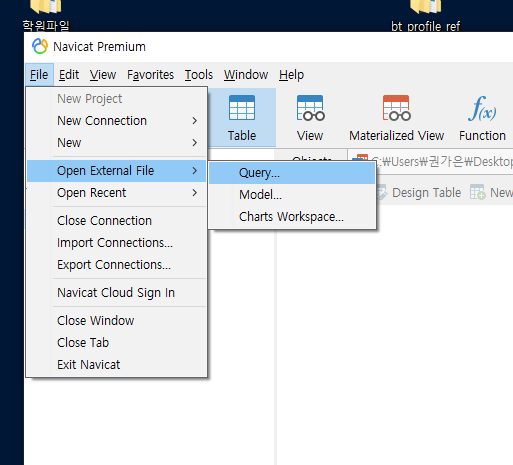 학원파일
bt_profile_ref
Navicat Premium
File Edit View Favorites Tools Window Help
New Project
New Connection
New
Open External File
Open Recent
Close Connection
Import Connections...
Export Connections...
Navicat Cloud Sign In
Close Window
Close Tab
Exit Navicat
Query...
Model...
Charts Workspace...
Table
View
Materialized View
Function
Objects
C:₩Users₩권가은₩Desktop
Design Table
New